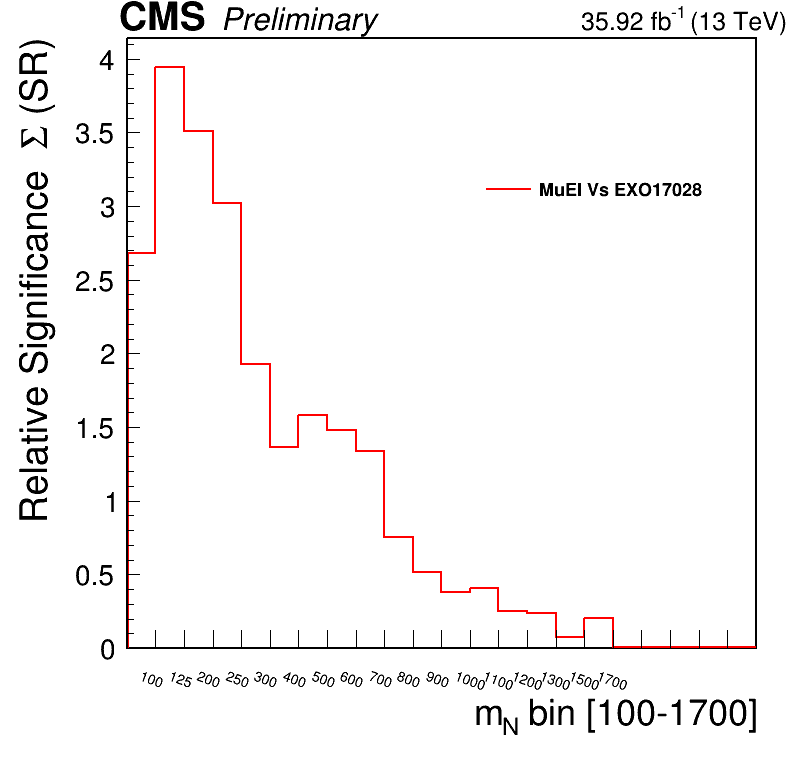 CMS Preliminary 35.92 fb⁻¹ (13 TeV)
Relative Significance Σ (SR)
4
3.5
3
2.5
2
1.5
1
0.5
0
MuEl Vs EXO17028
100 125 200 250 300 400 500 600 700 800 900 1000 1100 1200 1300 1500 1700
m_N bin [100-1700]